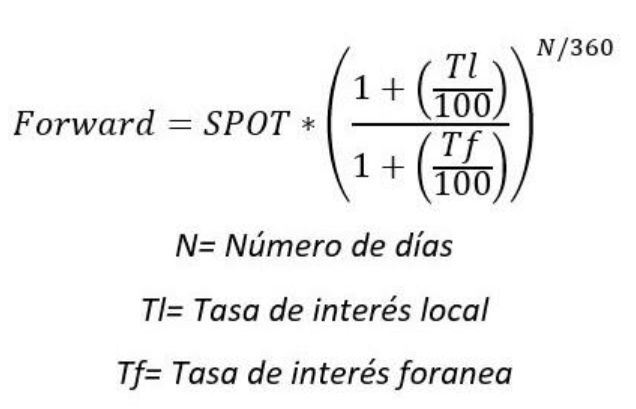 Forward = SPOT * ((1 + (Tl/100)) / (1 + (Tf/100)))^N/360
N= Número de días
Tl= Tasa de interés local
Tf= Tasa de interés foranea